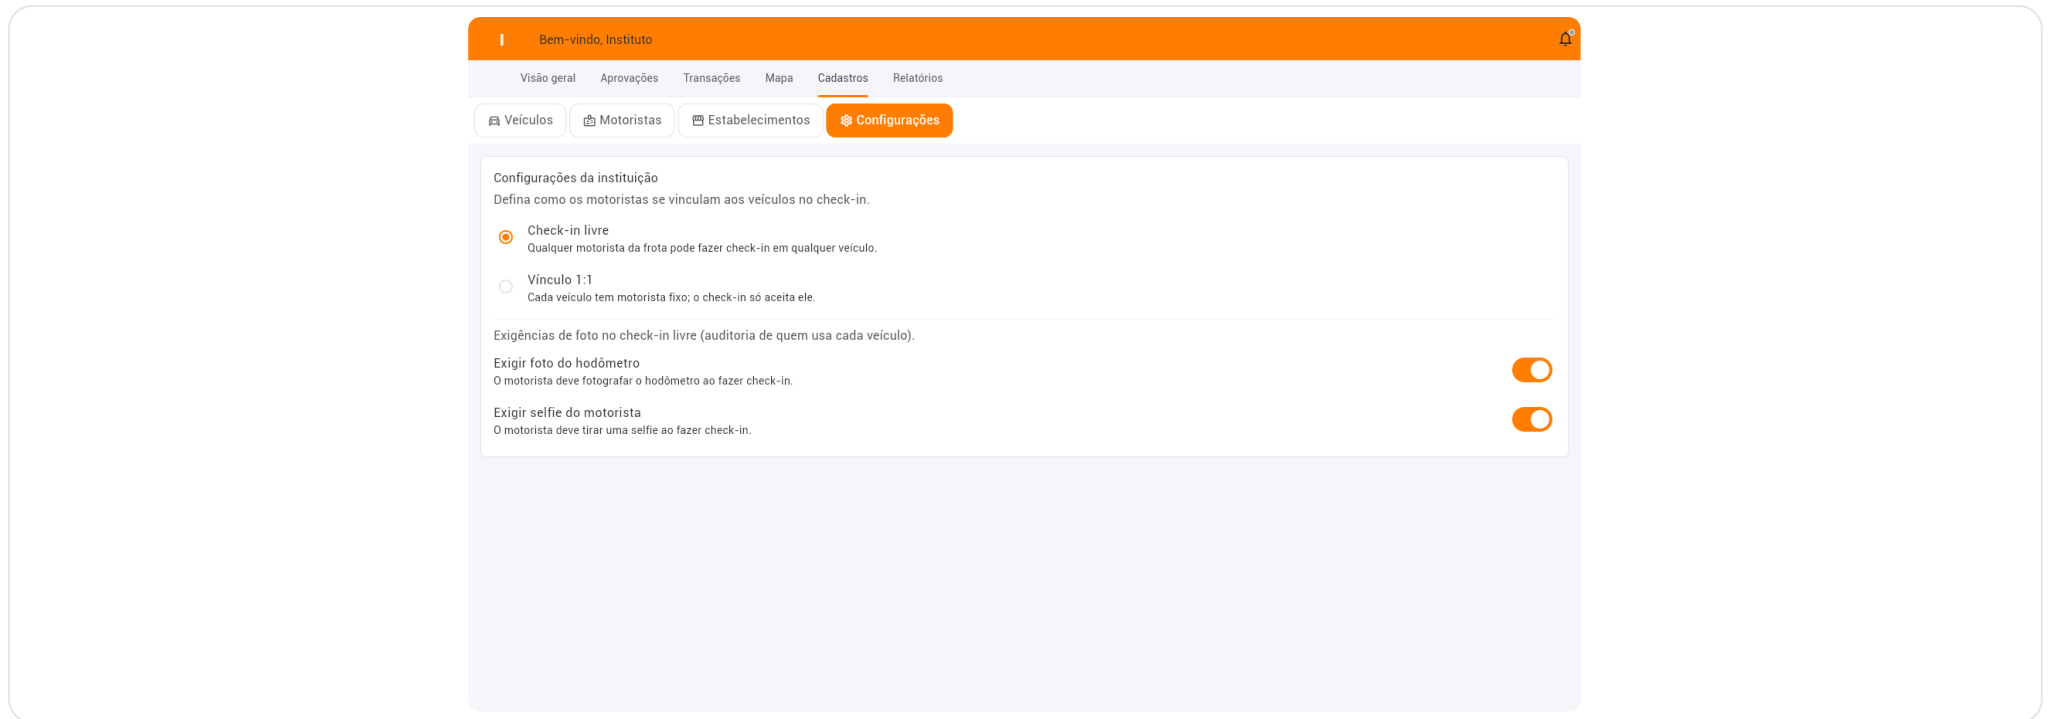 I
Bem-vindo, Instituto
Visão geral Aprovações Transações Mapa Cadastros Relatórios
Veículos Motoristas Estabelecimentos Configurações
Configurações da instituição
Defina como os motoristas se vinculam aos veículos no check-in.
Check-in livre
Qualquer motorista da frota pode fazer check-in em qualquer veículo.
Vínculo 1:1
Cada veículo tem motorista fixo; o check-in só aceita ele.
Exigências de foto no check-in livre (auditoria de quem usa cada veículo).
Exigir foto do hodômetro
O motorista deve fotografar o hodômetro ao fazer check-in.
Exigir selfie do motorista
O motorista deve tirar uma selfie ao fazer check-in.